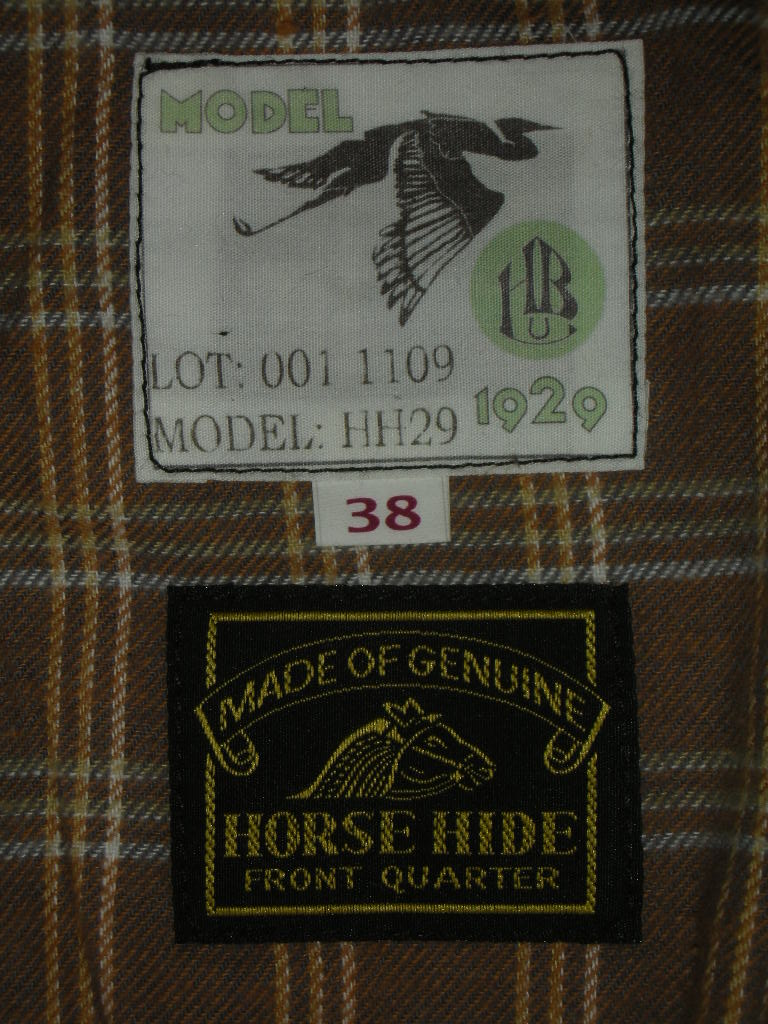 MODEL
LOT: 001 1109
MODEL: HH29
1929
38
MADE OF GENUINE
HORSE HIDE
FRONT QUARTER